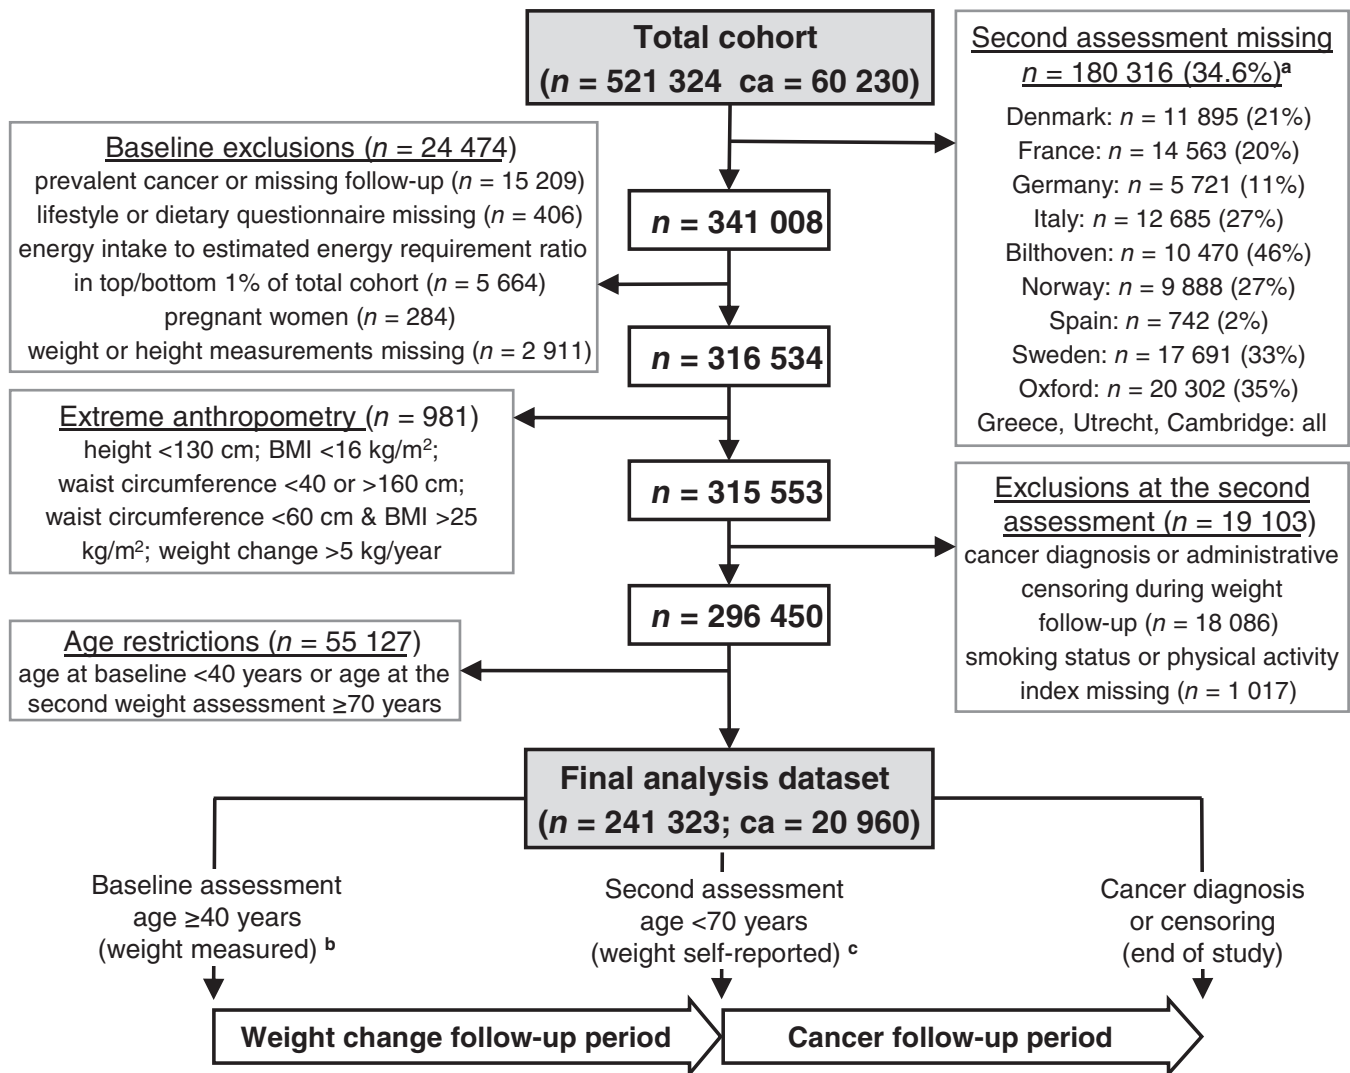 Total cohort
(n = 521 324 ca = 60 230)
Second assessment missing
n = 180 316 (34.6%)a
Denmark: n = 11 895 (21%)
France: n = 14 563 (20%)
Germany: n = 5 721 (11%)
Italy: n = 12 685 (27%)
Bilthoven: n = 10 470 (46%)
Norway: n = 9 888 (27%)
Spain: n = 742 (2%)
Sweden: n = 17 691 (33%)
Oxford: n = 20 302 (35%)
Greece, Utrecht, Cambridge: all
n = 341 008
Baseline exclusions (n = 24 474)
prevalent cancer or missing follow-up (n = 15 209)
lifestyle or dietary questionnaire missing (n = 406)
energy intake to estimated energy requirement ratio
in top/bottom 1% of total cohort (n = 5 664)
pregnant women (n = 284)
weight or height measurements missing (n = 2 911)
n = 316 534
Extreme anthropometry (n = 981)
height <130 cm; BMI <16 kg/m²;
waist circumference <40 or >160 cm;
waist circumference <60 cm & BMI >25
kg/m²; weight change >5 kg/year
n = 315 553
Exclusions at the second
assessment (n = 19 103)
cancer diagnosis or administrative
censoring during weight
follow-up (n = 18 086)
smoking status or physical activity
index missing (n = 1 017)
n = 296 450
Age restrictions (n = 55 127)
age at baseline <40 years or age at the
second weight assessment ≥70 years
Final analysis dataset
(n = 241 323; ca = 20 960)
Baseline assessment
age ≥40 years
(weight measured) b
Second assessment
age <70 years
(weight self-reported) c
Cancer diagnosis
or censoring
(end of study)
Weight change follow-up period
Cancer follow-up period